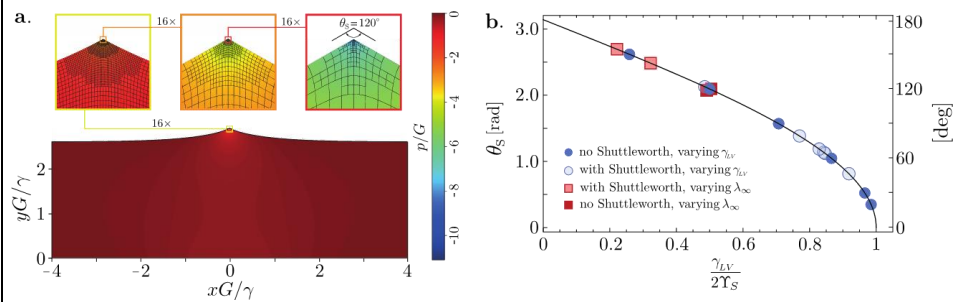 a.
16×
16×
θS=120°
16×
0
-2
-4
-6
-8
-10
p/G
yG/γ
2
1
0
-4
-2
0
2
4
xG/γ
b.
3.0
2.0
1.0
0
θS [rad]
180
120
60
0
[deg]
no Shuttleworth, varying γLV
with Shuttleworth, varying γLV
with Shuttleworth, varying λ∞
no Shuttleworth, varying λ∞
0
0.2
0.4
0.6
0.8
1
γLV
2ΥS